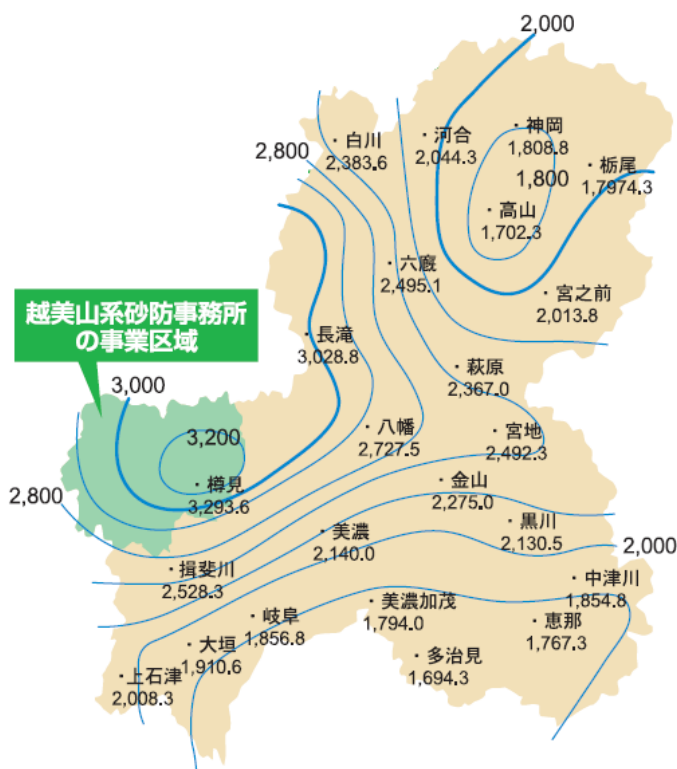 2,000
・神岡
1,808.8
・河合
2,044.3
・白川
2,383.6
2,800
・栃尾
1,7974.3
1,800
・高山
1,702.3
・六厩
2,495.1
・宮之前
2,013.8
越美山系砂防事務所
の事業区域
・長滝
3,028.8
・萩原
2,367.0
3,000
・八幡
2,727.5
・宮地
2,492.3
3,200
・樽見
3,293.6
2,800
・金山
2,275.0
・黒川
2,130.5
・美濃
2,140.0
2,000
・揖斐川
2,528.3
・中津川
1,854.8
・美濃加茂
1,794.0
・恵那
1,767.3
・岐阜
1,856.8
・大垣
1,910.6
・多治見
1,694.3
・上石津
2,008.3